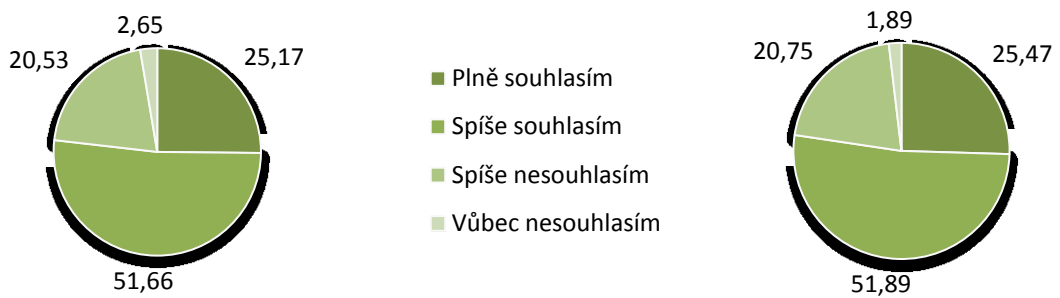 2,65
20,53
25,17
51,66
Plně souhlasím
Spíše souhlasím
Spíše nesouhlasím
Vůbec nesouhlasím
1,89
20,75
25,47
51,89